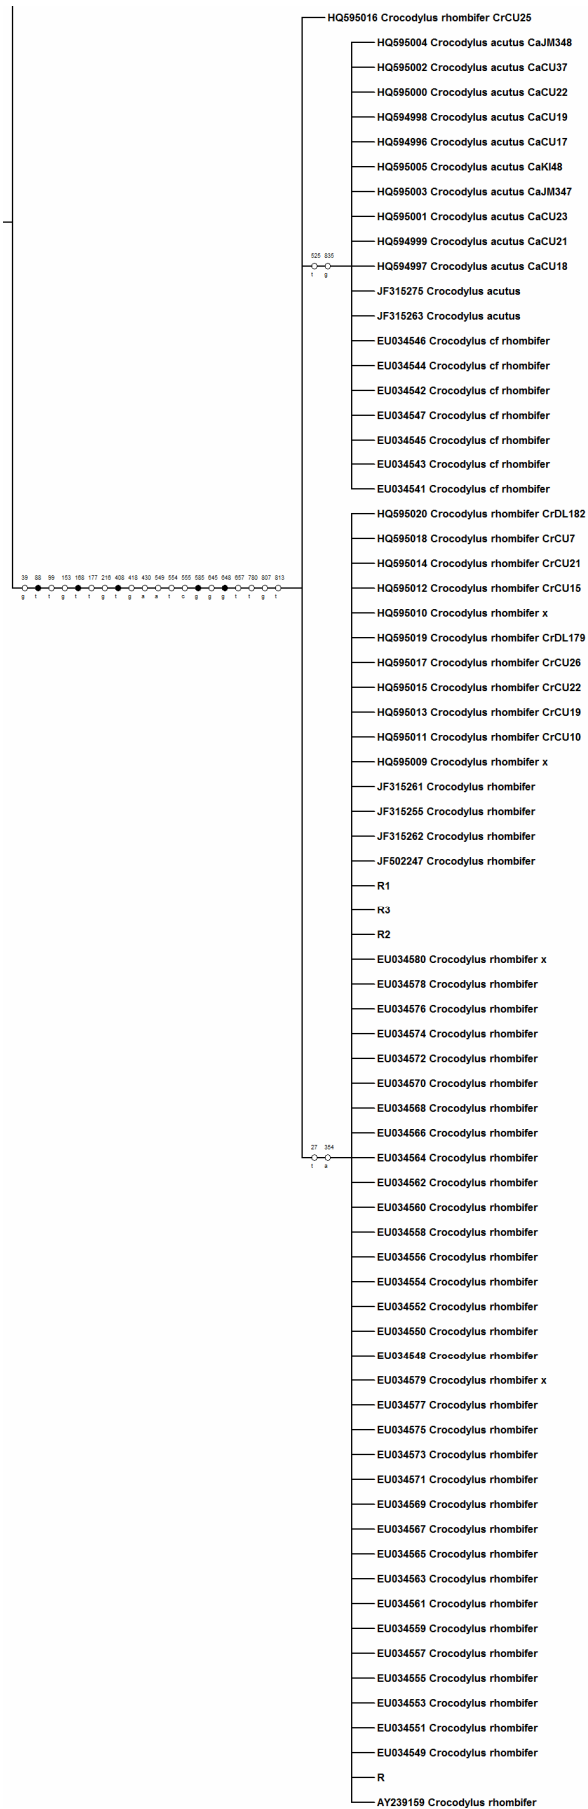 HQ595016 Crocodylus rhombifer CrCU25
HQ595004 Crocodylus acutus CaJM348
HQ595002 Crocodylus acutus CaCU37
HQ595000 Crocodylus acutus CaCU22
HQ594998 Crocodylus acutus CaCU19
HQ594996 Crocodylus acutus CaCU17
HQ595005 Crocodylus acutus CaKI48
HQ595003 Crocodylus acutus CaJM347
HQ595001 Crocodylus acutus CaCU23
HQ594999 Crocodylus acutus CaCU21
525 835
HQ594997 Crocodylus acutus CaCU18
t g
JF315275 Crocodylus acutus
JF315263 Crocodylus acutus
EU034546 Crocodylus cf rhombifer
EU034544 Crocodylus cf rhombifer
EU034542 Crocodylus cf rhombifer
EU034547 Crocodylus cf rhombifer
EU034545 Crocodylus cf rhombifer
EU034543 Crocodylus cf rhombifer
EU034541 Crocodylus cf rhombifer
HQ595020 Crocodylus rhombifer CrDL182
HQ595018 Crocodylus rhombifer CrCU7
HQ595014 Crocodylus rhombifer CrCU21
39 88 99 153 168 177 216 408 418 430 549 554 565 585 645 648 657 780 807 813
HQ595012 Crocodylus rhombifer CrCU15
g t t g t t g t g a a t c g g g t t g t
HQ595010 Crocodylus rhombifer x
HQ595019 Crocodylus rhombifer CrDL179
HQ595017 Crocodylus rhombifer CrCU26
HQ595015 Crocodylus rhombifer CrCU22
HQ595013 Crocodylus rhombifer CrCU19
HQ595011 Crocodylus rhombifer CrCU10
HQ595009 Crocodylus rhombifer x
JF315261 Crocodylus rhombifer
JF315255 Crocodylus rhombifer
JF315262 Crocodylus rhombifer
JF502247 Crocodylus rhombifer
R1
R3
R2
EU034580 Crocodylus rhombifer x
EU034578 Crocodylus rhombifer
EU034576 Crocodylus rhombifer
EU034574 Crocodylus rhombifer
EU034572 Crocodylus rhombifer
EU034570 Crocodylus rhombifer
EU034568 Crocodylus rhombifer
EU034566 Crocodylus rhombifer
27 354
EU034564 Crocodylus rhombifer
t a
EU034562 Crocodylus rhombifer
EU034560 Crocodylus rhombifer
EU034558 Crocodylus rhombifer
EU034556 Crocodylus rhombifer
EU034554 Crocodylus rhombifer
EU034552 Crocodylus rhombifer
EU034550 Crocodylus rhombifer
EU034548 Crocodylus rhombifer
EU034579 Crocodylus rhombifer x
EU034577 Crocodylus rhombifer
EU034575 Crocodylus rhombifer
EU034573 Crocodylus rhombifer
EU034571 Crocodylus rhombifer
EU034569 Crocodylus rhombifer
EU034567 Crocodylus rhombifer
EU034565 Crocodylus rhombifer
EU034563 Crocodylus rhombifer
EU034561 Crocodylus rhombifer
EU034559 Crocodylus rhombifer
EU034557 Crocodylus rhombifer
EU034555 Crocodylus rhombifer
EU034553 Crocodylus rhombifer
EU034551 Crocodylus rhombifer
EU034549 Crocodylus rhombifer
R
AY239159 Crocodylus rhombifer